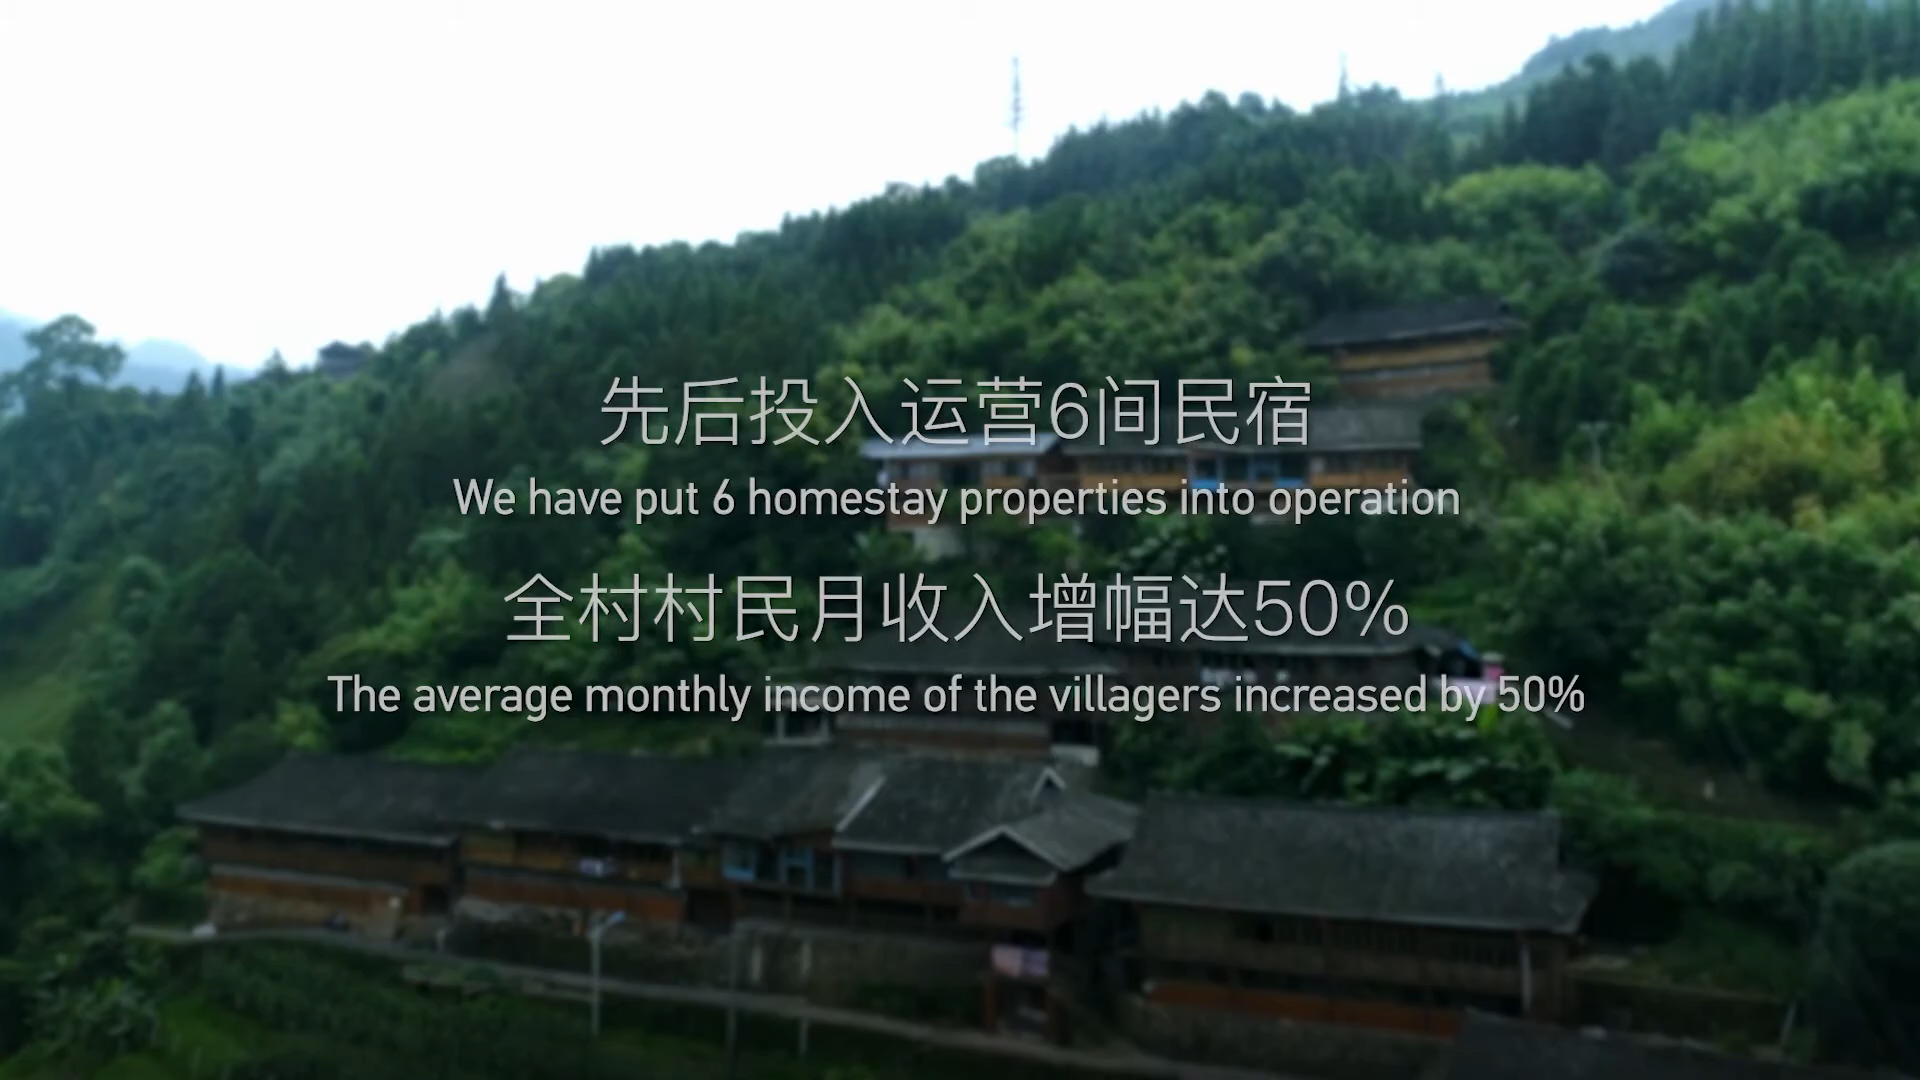 先后投入运营6间民宿
We have put 6 homestay properties into operation
全村村民月收入增幅达50%
The average monthly income of the villagers increased by 50%